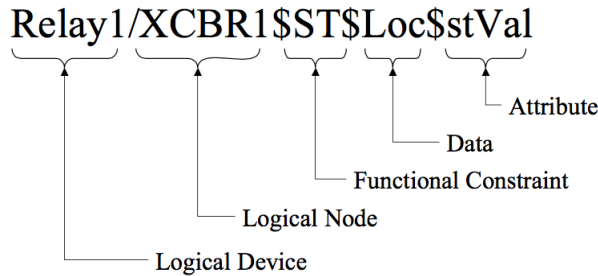 Relay1/XCBR1$ST$Loc$stVal
Attribute
Data
Functional Constraint
Logical Node
Logical Device